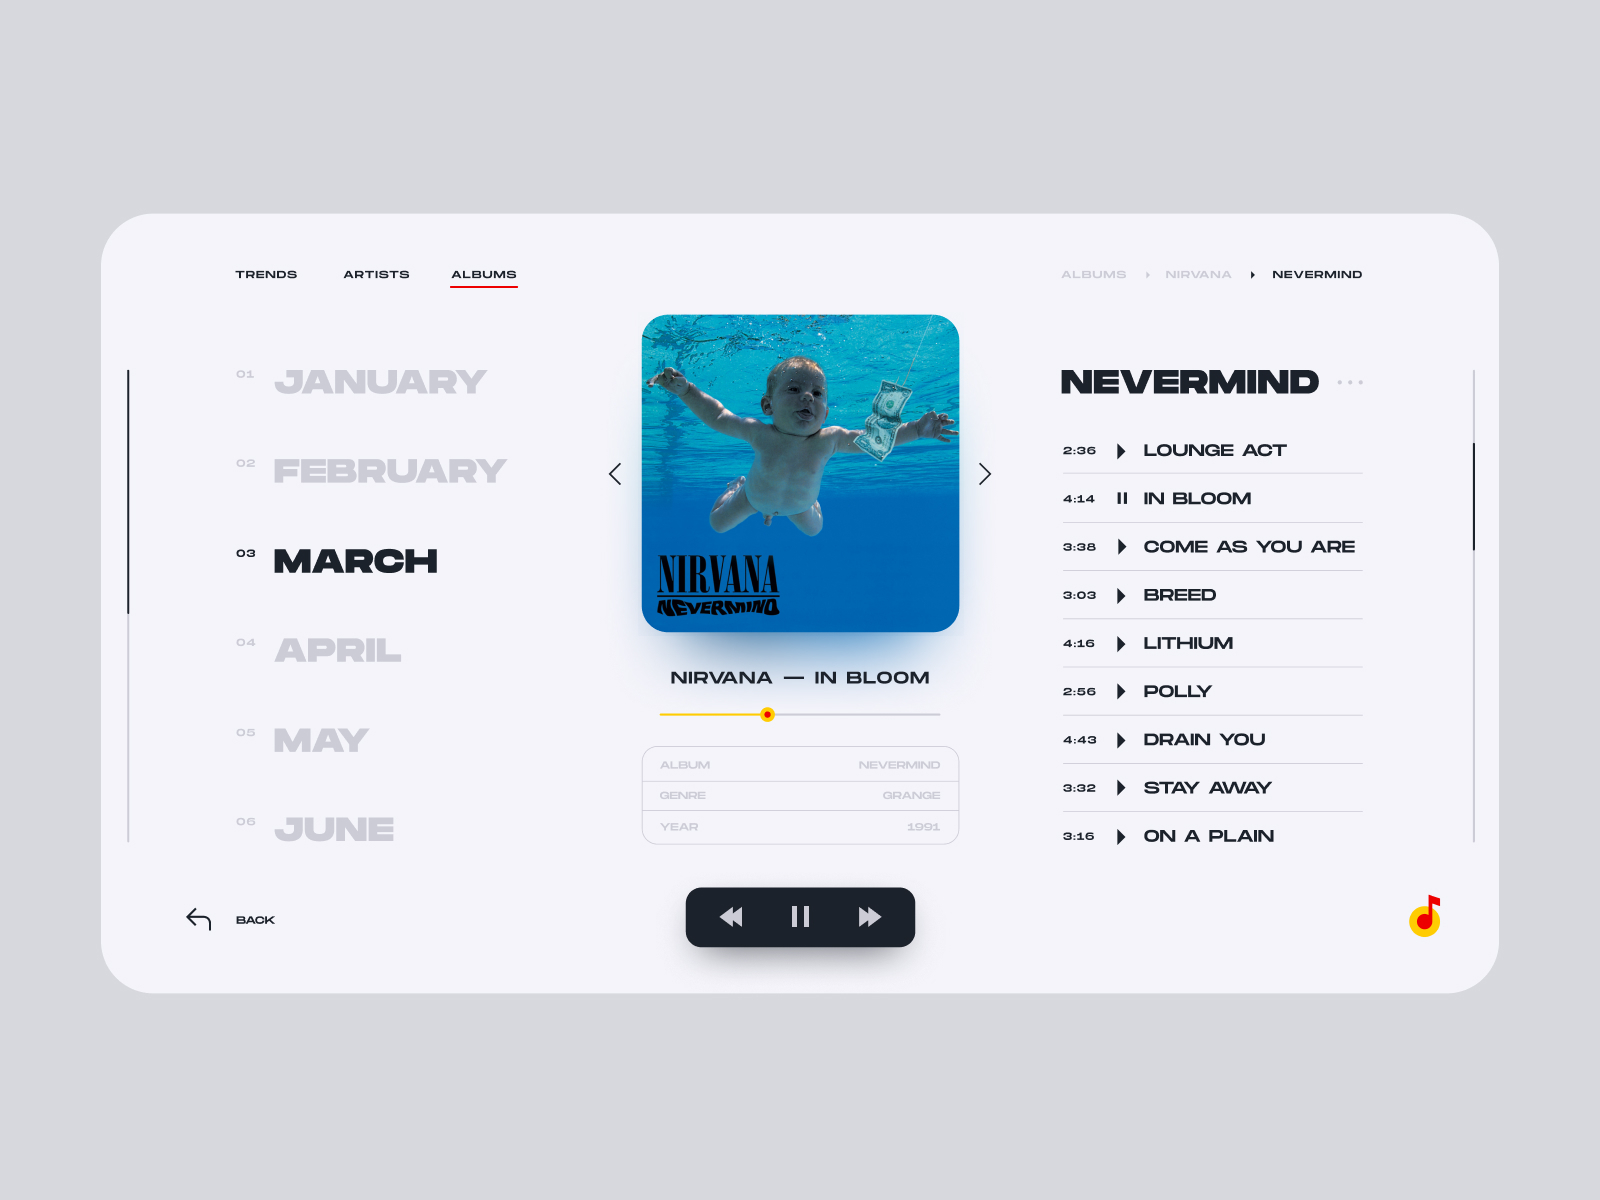 TRENDS ARTISTS ALBUMS
ALBUMS NIRVANA NEVERMIND
01 JANUARY
02 FEBRUARY
03 MARCH
04 APRIL
05 MAY
06 JUNE
BACK
NIRVANA
NEVERMIND
NIRVANA — IN BLOOM
ALBUM NEVERMIND
GENRE GRANGE
YEAR 1991
NEVERMIND
2:36 LOUNGE ACT
4:14 IN BLOOM
3:38 COME AS YOU ARE
3:03 BREED
4:16 LITHIUM
2:56 POLLY
4:43 DRAIN YOU
3:32 STAY AWAY
3:16 ON A PLAIN